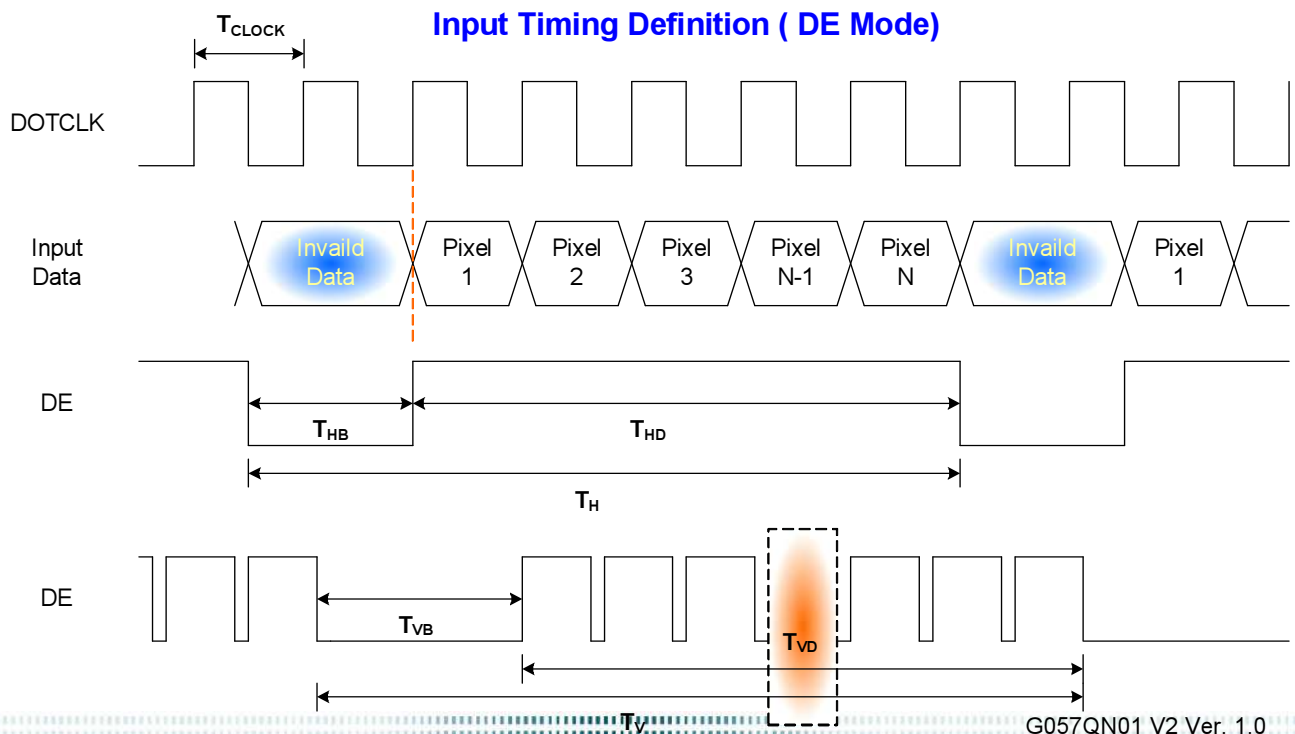 Input Timing Definition ( DE Mode)
TCLOCK
DOTCLK
Input
Data
Invaild
Data
Pixel
1
Pixel
2
Pixel
3
Pixel
N-1
Pixel
N
Invaild
Data
Pixel
1
DE
THB
THD
TH
DE
TVB
TVD
TV
G057QN01 V2 Ver. 1.0